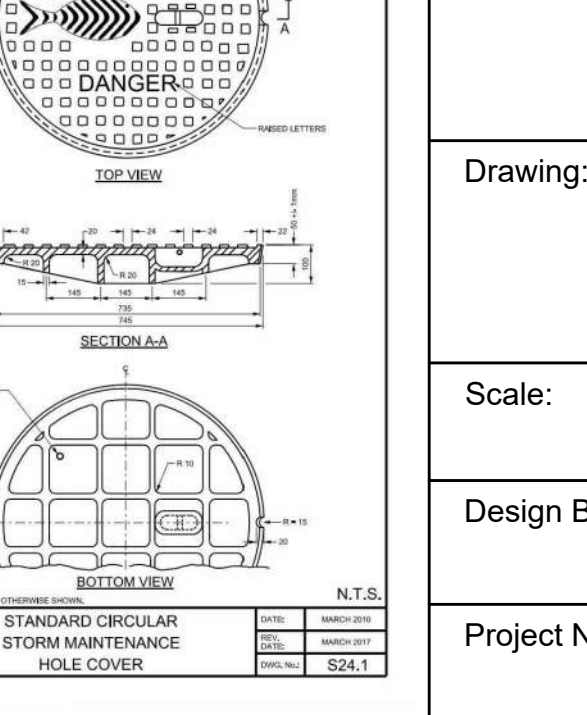 A
DANGER
RAISED LETTERS
TOP VIEW
42
20
24
24
22
50 +/- 1mm
R 20
R 20
100
15
145
145
145
735
745
SECTION A-A
R 10
R = 15
20
BOTTOM VIEW
OTHERWISE SHOWN.
N.T.S.
STANDARD CIRCULAR
STORM MAINTENANCE
HOLE COVER
DATE: MARCH 2010
REV. DATE: MARCH 2017
DWG. No.: S24.1
Drawing:
Scale:
Design B
Project N